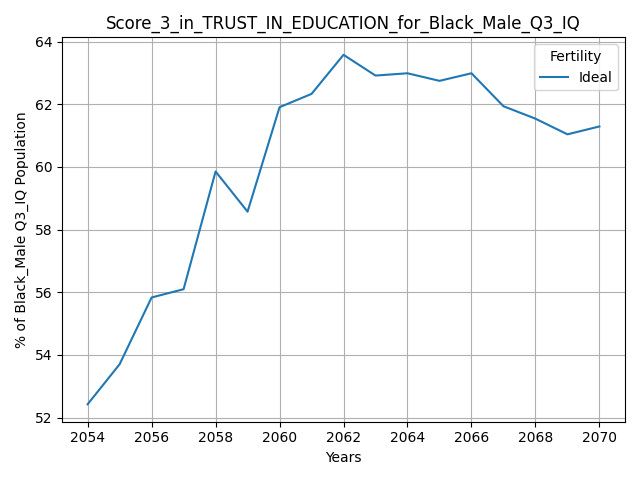 Score_3_in_TRUST_IN_EDUCATION_for_Black_Male_Q3_IQ
64
62
60
58
56
54
52
% of Black_Male Q3_IQ Population
Fertility
Ideal
2054 2056 2058 2060 2062 2064 2066 2068 2070
Years